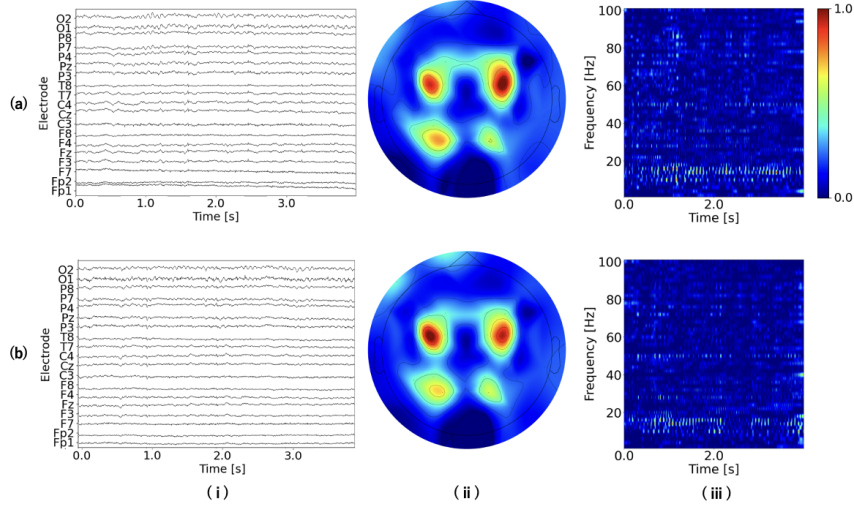 (a)
Electrode
O2
O1
P8
P7
P4
Pz
P3
T8
T7
C4
Cz
C3
F8
F4
Fz
F3
F7
Fp2
Fp1
0.0 1.0 2.0 3.0
Time [s]
Frequency [Hz]
100
80
60
40
20
0.0 2.0
Time [s]
1.0
0.0
(b)
Electrode
O2
O1
P8
P7
P4
Pz
P3
T8
T7
C4
Cz
C3
F8
F4
Fz
F3
F7
Fp2
Fp1
0.0 1.0 2.0 3.0
Time [s]
Frequency [Hz]
100
80
60
40
20
0.0 2.0
Time [s]
(i) (ii) (iii)